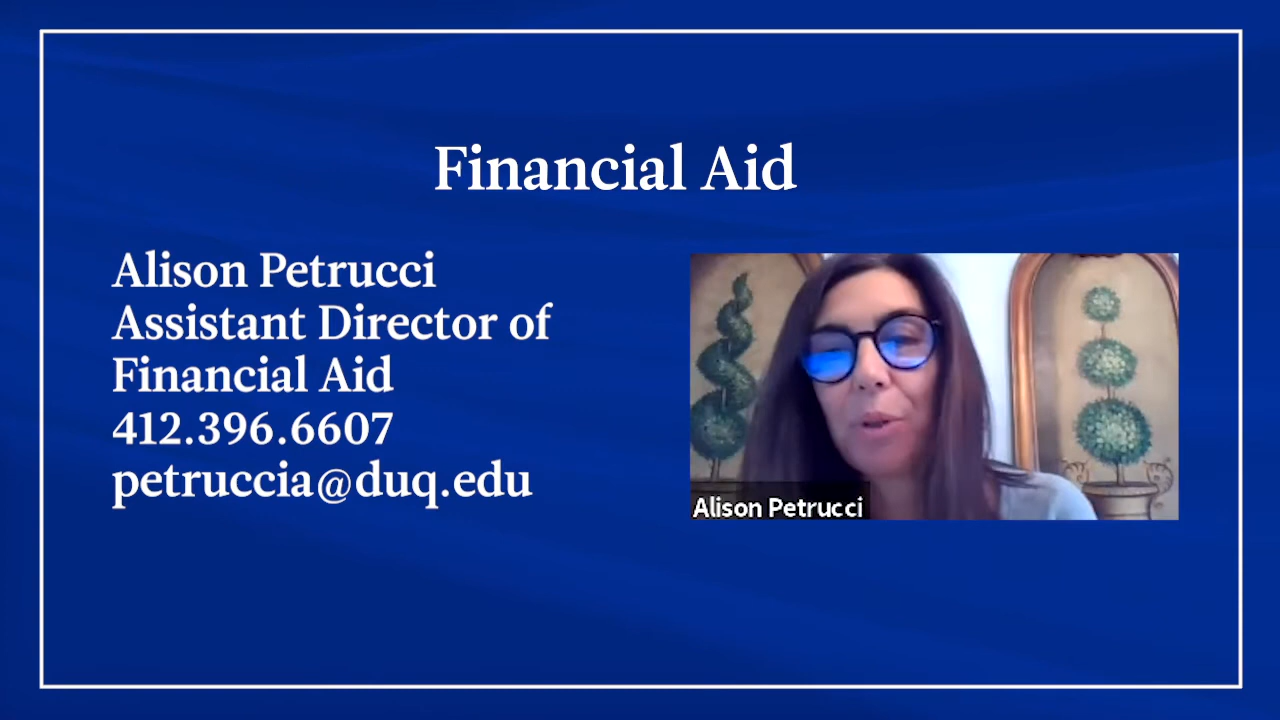 Financial Aid
Alison Petrucci
Assistant Director of
Financial Aid
412.396.6607
petruccia@duq.edu
Alison Petrucci